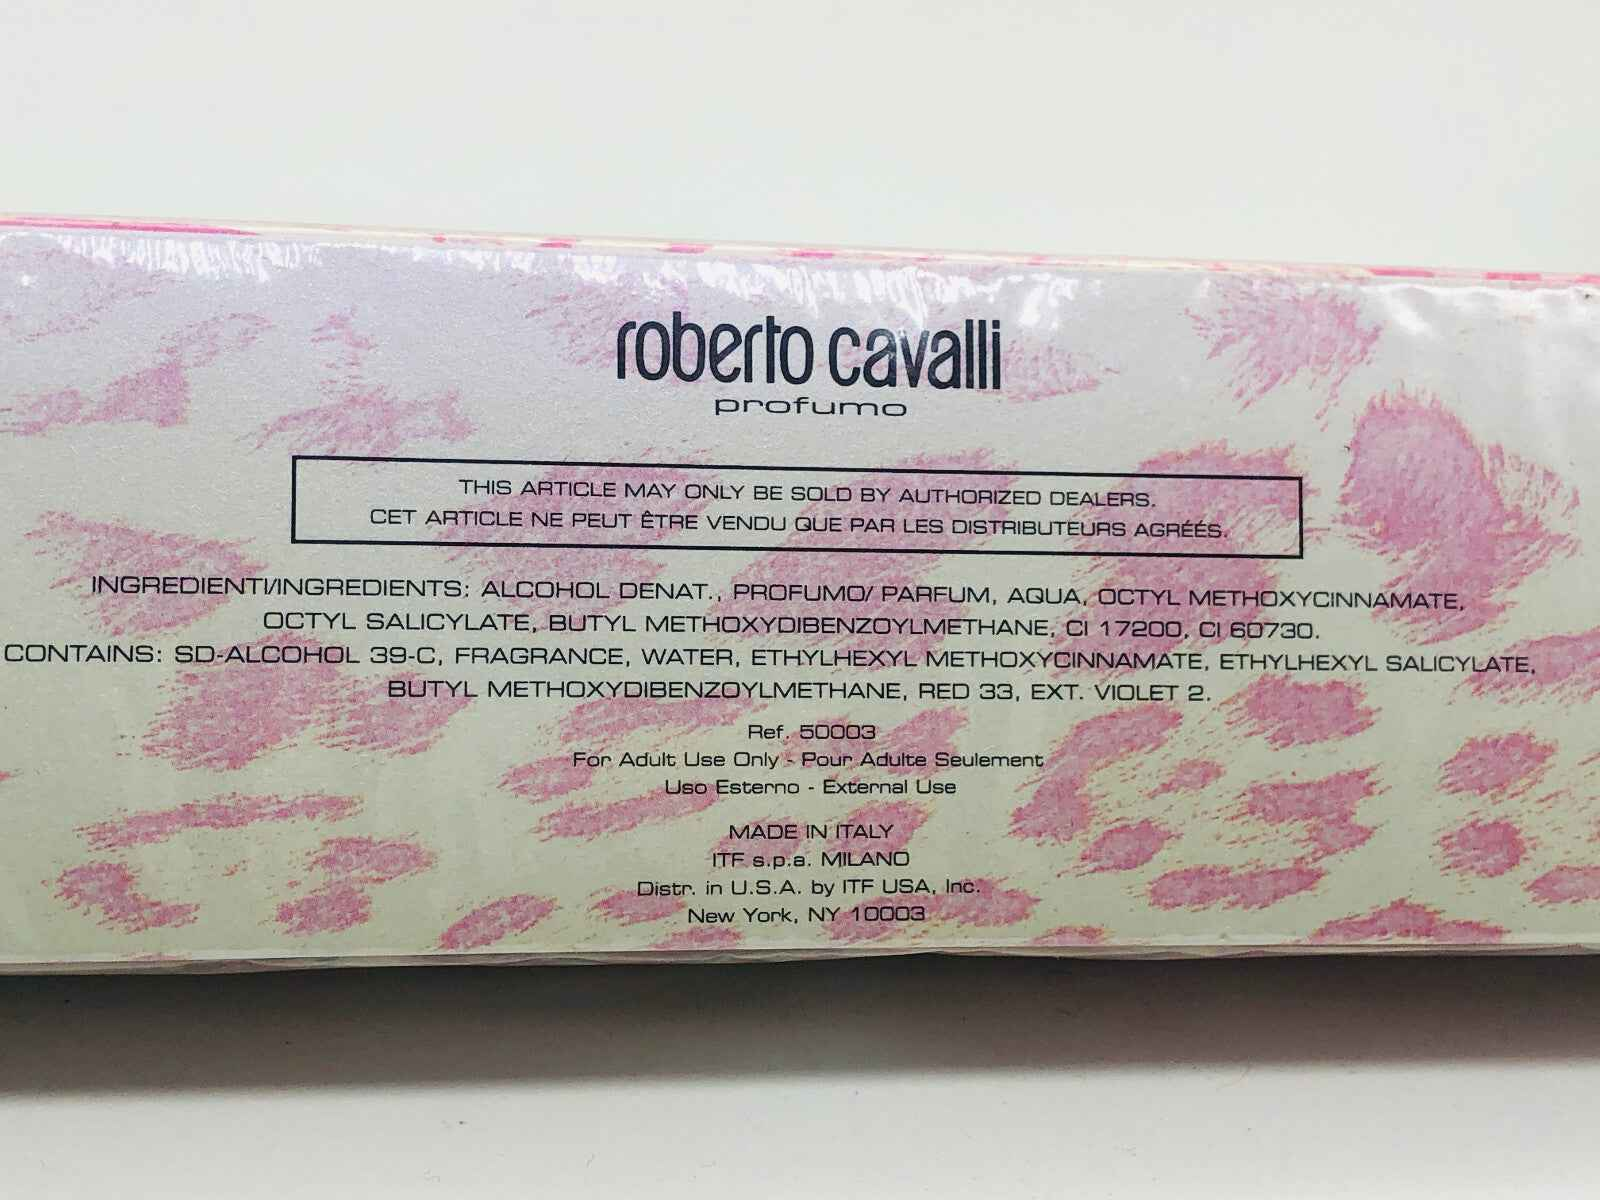 roberto cavalli
profumo
THIS ARTICLE MAY ONLY BE SOLD BY AUTHORIZED DEALERS.
CET ARTICLE NE PEUT ÊTRE VENDU QUE PAR LES DISTRIBUTEURS AGRÉÉS.
INGREDIENTI/INGREDIENTS: ALCOHOL DENAT., PROFUMO/ PARFUM, AQUA, OCTYL METHOXYCINNAMATE,
OCTYL SALICYLATE, BUTYL METHOXYDIBENZOYLMETHANE, CI 17200, CI 60730.
CONTAINS: SD-ALCOHOL 39-C, FRAGRANCE, WATER, ETHYLHEXYL METHOXYCINNAMATE, ETHYLHEXYL SALICYLATE,
BUTYL METHOXYDIBENZOYLMETHANE, RED 33, EXT. VIOLET 2.
Ref. 50003
For Adult Use Only - Pour Adulte Seulement
Uso Esterno - External Use
MADE IN ITALY
ITF s.p.a. MILANO
Distr. in U.S.A. by ITF USA, Inc.
New York, NY 10003